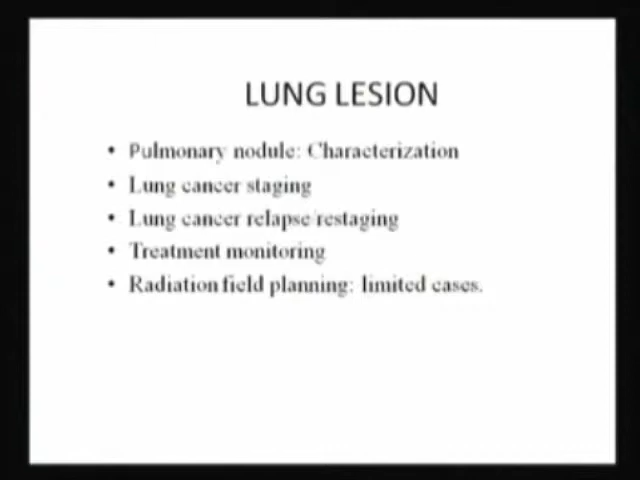 LUNG LESION
• Pulmonary nodule: Characterization
• Lung cancer staging
• Lung cancer relapse restaging
• Treatment monitoring
• Radiation field planning: limited cases.